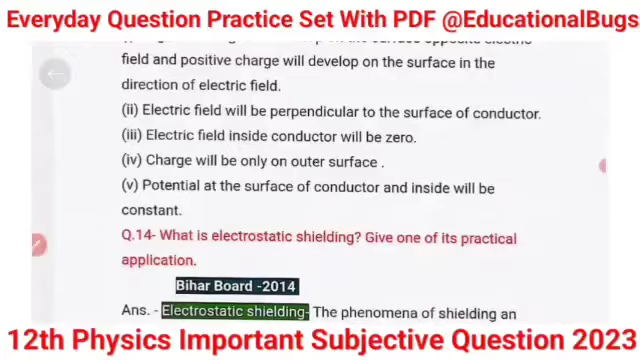 Everyday Question Practice Set With PDF @EducationalBugs
field and positive charge will develop on the surface in the
direction of electric field.
(ii) Electric field will be perpendicular to the surface of conductor.
(iii) Electric field inside conductor will be zero.
(iv) Charge will be only on outer surface .
(v) Potential at the surface of conductor and inside will be
constant.
Q.14- What is electrostatic shielding? Give one of its practical
application.
Bihar Board -2014
Ans. - Electrostatic shielding- The phenomena of shielding an
12th Physics Important Subjective Question 2023